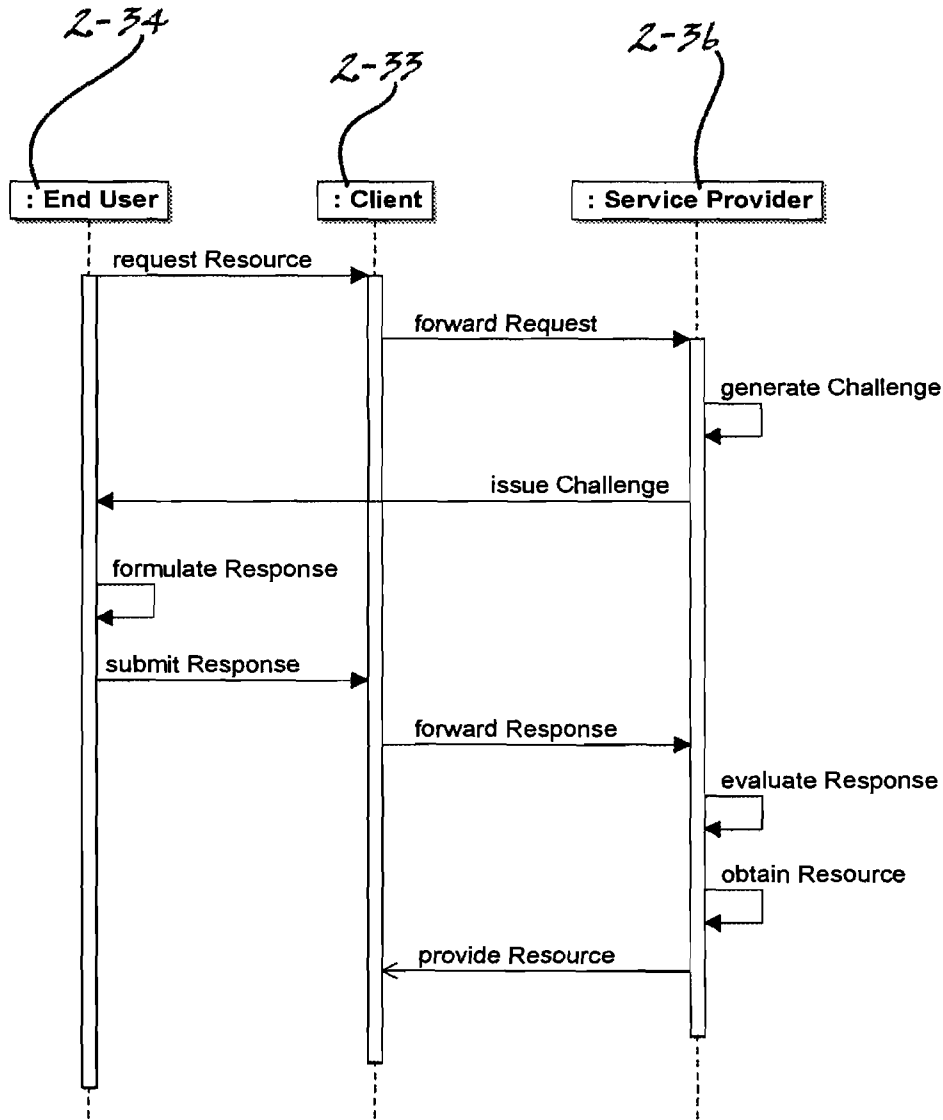 2-34
2-33
2-36
: End User
: Client
: Service Provider
request Resource
forward Request
generate Challenge
issue Challenge
formulate Response
submit Response
forward Response
evaluate Response
obtain Resource
provide Resource